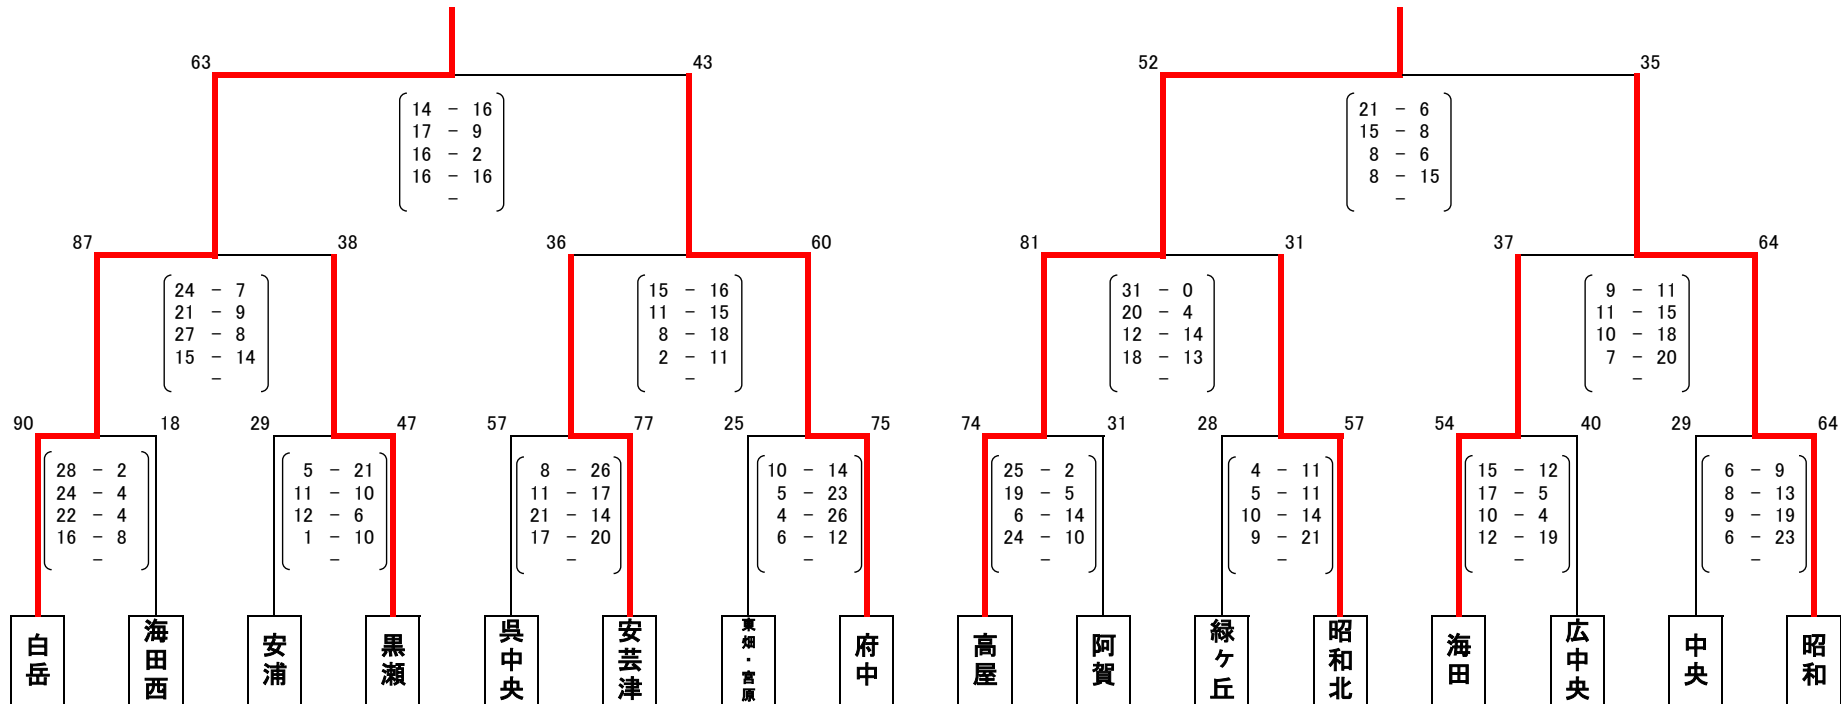 63 43 52 35
14 - 16
17 - 9
16 - 2
16 - 16
-
21 - 6
15 - 8
8 - 6
8 - 15
-
87 38 36 60 81 31 37 64
24 - 7
21 - 9
27 - 8
15 - 14
-
15 - 16
11 - 15
8 - 18
2 - 11
-
31 - 0
20 - 4
12 - 14
18 - 13
-
9 - 11
11 - 15
10 - 18
7 - 20
-
90 18 29 47 57 77 25 75 74 31 28 57 54 40 29 64
28 - 2
24 - 4
22 - 4
16 - 8
-
5 - 21
11 - 10
12 - 6
1 - 10
-
8 - 26
11 - 17
21 - 14
17 - 20
-
10 - 14
5 - 23
4 - 26
6 - 12
-
25 - 2
19 - 5
6 - 14
24 - 10
-
4 - 11
5 - 11
10 - 14
9 - 21
-
15 - 12
17 - 5
10 - 4
12 - 19
-
6 - 9
8 - 13
9 - 19
6 - 23
-
白岳
海田西
安浦
黒瀬
呉中央
安芸津
東畑・宮原
府中
高屋
阿賀
緑ヶ丘
昭和北
海田
広中央
中央
昭和